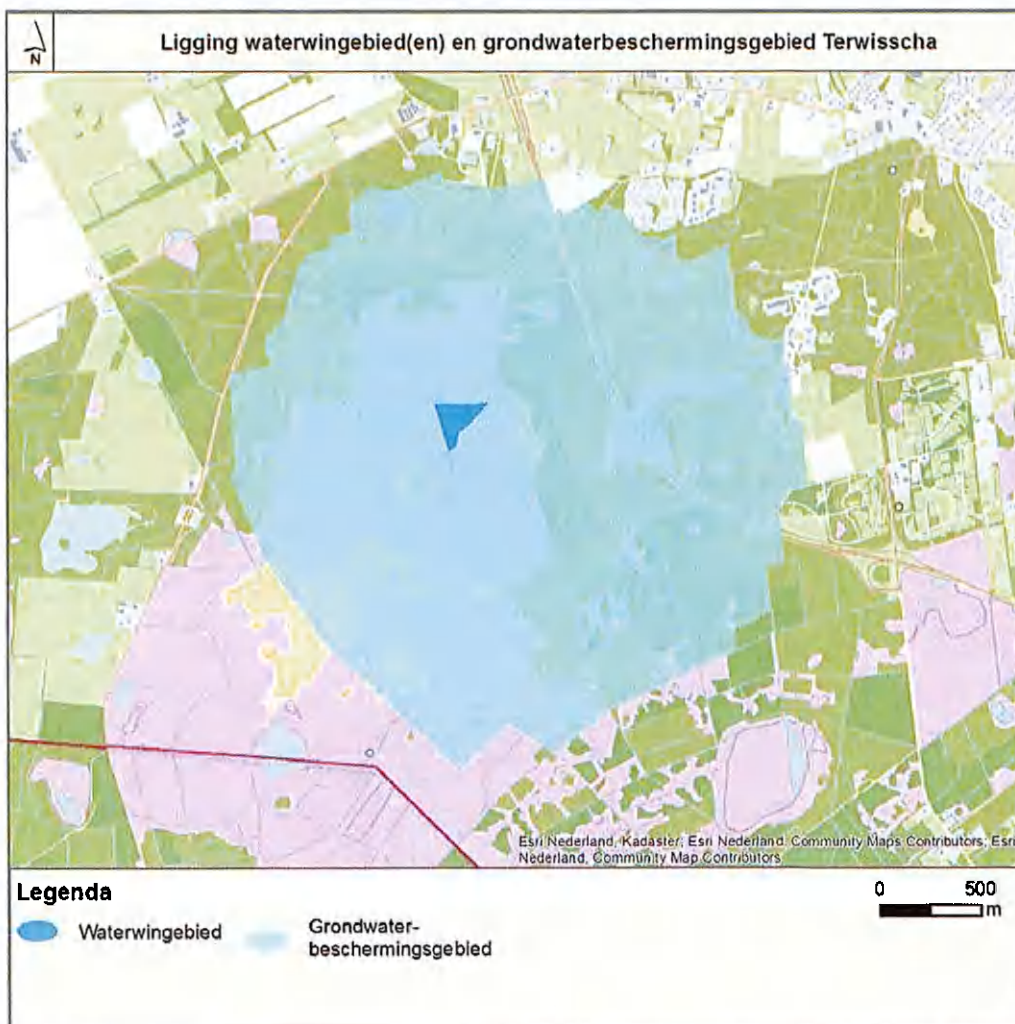 N
Ligging waterwingebied(en) en grondwaterbeschermingsgebied Terwisscha
Esri Nederland, Kadaster, Esri Nederland, Community Maps Contributors; Esri
Nederland, Community Map Contributors
Legenda
Waterwingebied
Grondwater-
beschermingsgebied
0 500
m